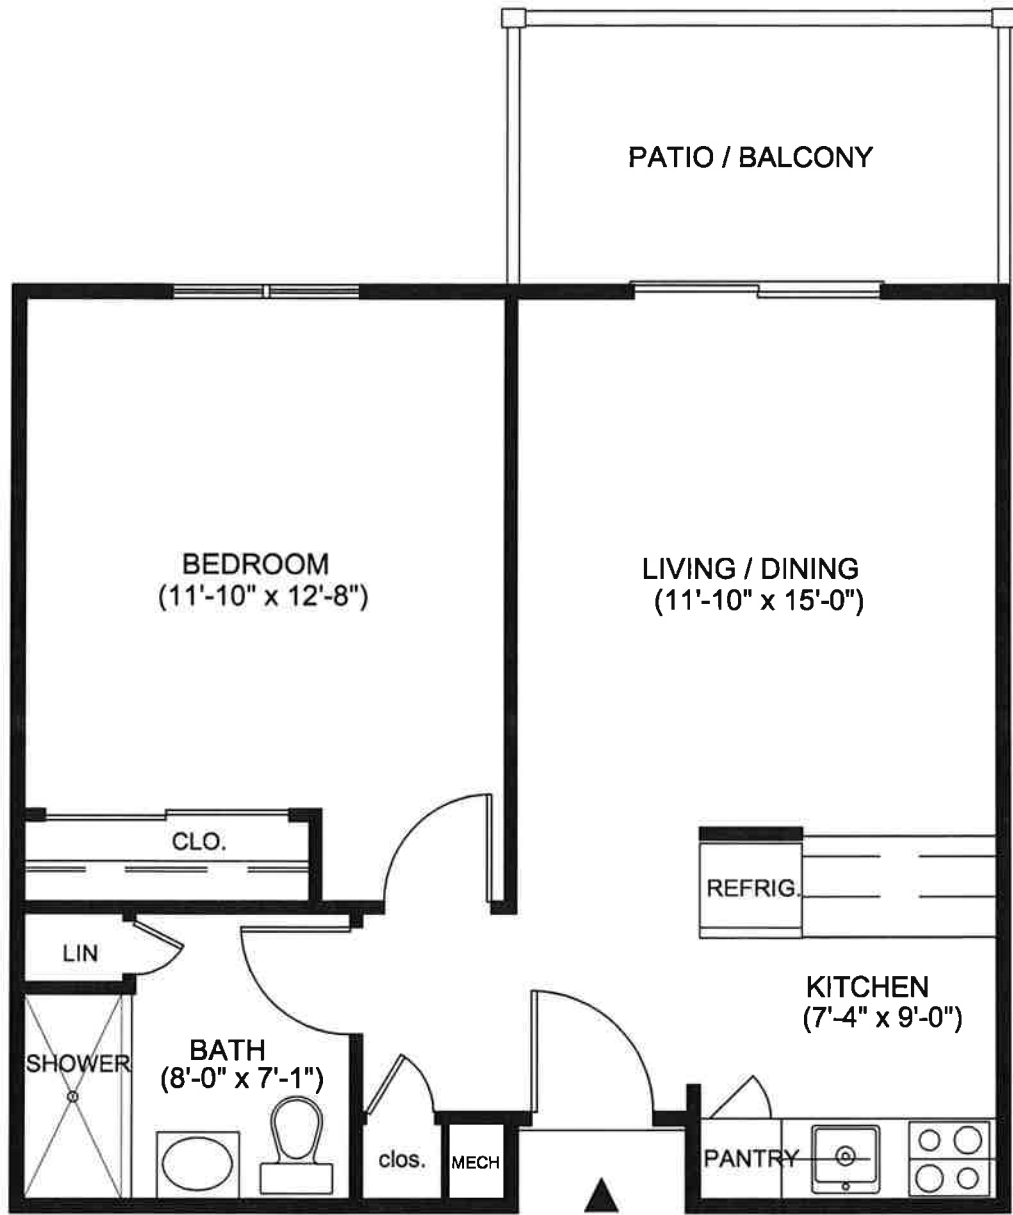 PATIO / BALCONY
BEDROOM
(11'-10" x 12'-8")
LIVING / DINING
(11'-10" x 15'-0")
CLO.
REFRIG.
LIN
KITCHEN
(7'-4" x 9'-0")
SHOWER
BATH
(8'-0" x 7'-1")
clos.
MECH
PANTRY